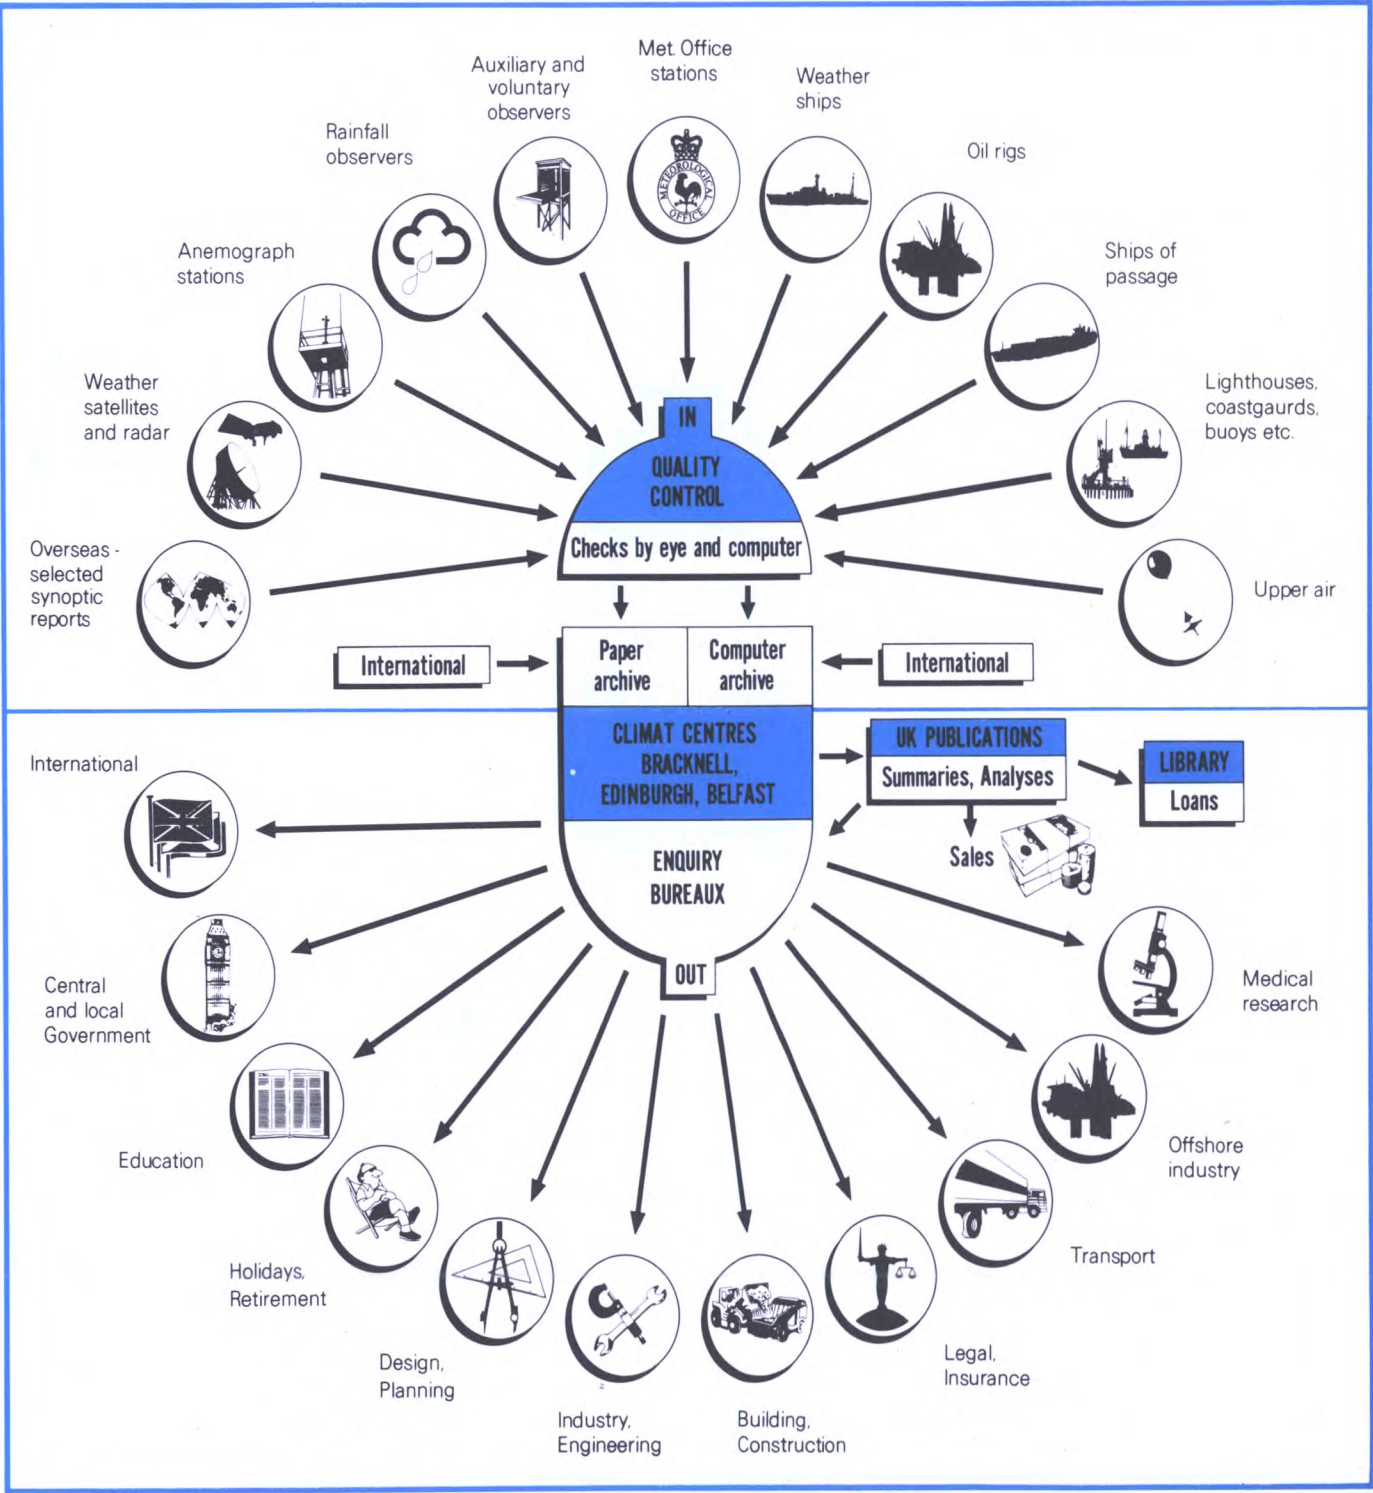 Met. Office
stations
Auxiliary and
voluntary
observers
Weather
ships
Rainfall
observers
Oil rigs
METEOROLOGICAL
OFFICE
Anemograph
stations
Ships of
passage
Weather
satellites
and radar
Lighthouses,
coastgaurds,
buoys etc.
IN
QUALITY
CONTROL
Checks by eye and computer
Overseas -
selected
synoptic
reports
Upper air
International
Paper
archive
Computer
archive
International
CLIMAT CENTRES
BRACKNELL,
EDINBURGH, BELFAST
UK PUBLICATIONS
Summaries, Analyses
LIBRARY
Loans
Sales
International
ENQUIRY
BUREAUX
OUT
Central
and local
Government
Medical
research
Education
Offshore
industry
Holidays,
Retirement
Transport
Design,
Planning
Legal,
Insurance
Industry,
Engineering
Building,
Construction